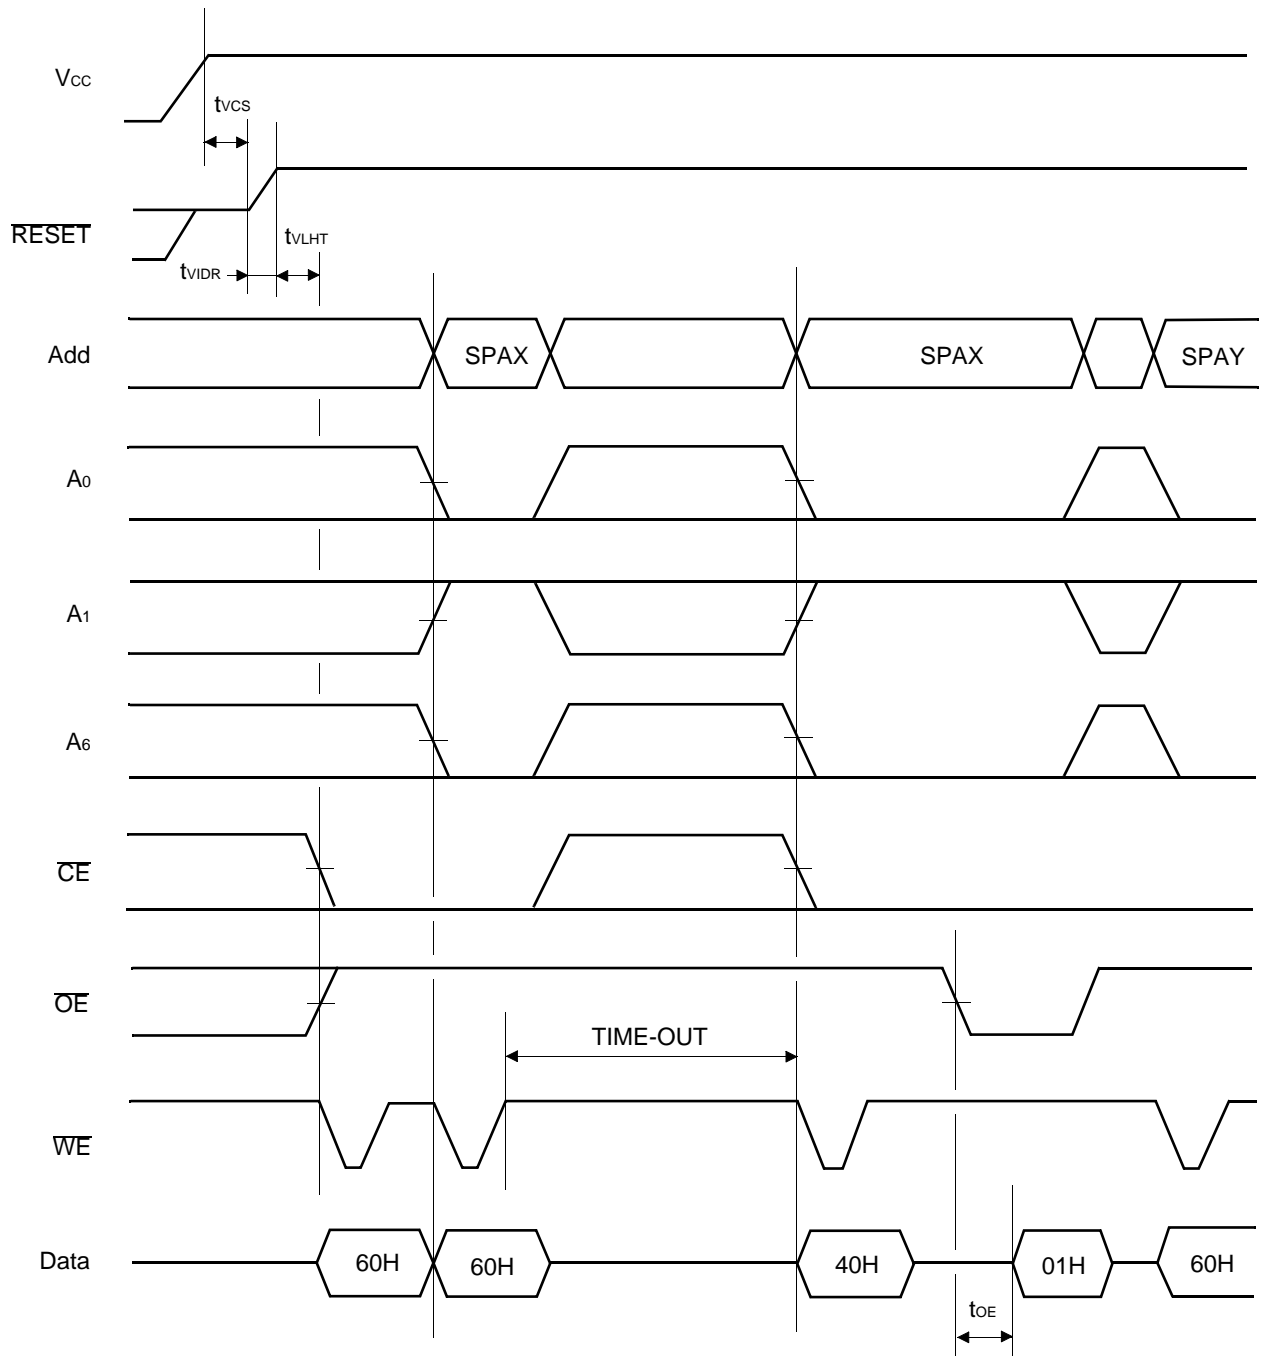 VCC
tVCS
RESET
tVLHT
tVIDR
Add
SPAX
SPAX
SPAY
A0
A1
A6
CE
OE
TIME-OUT
WE
Data
60H
60H
40H
01H
60H
tOE